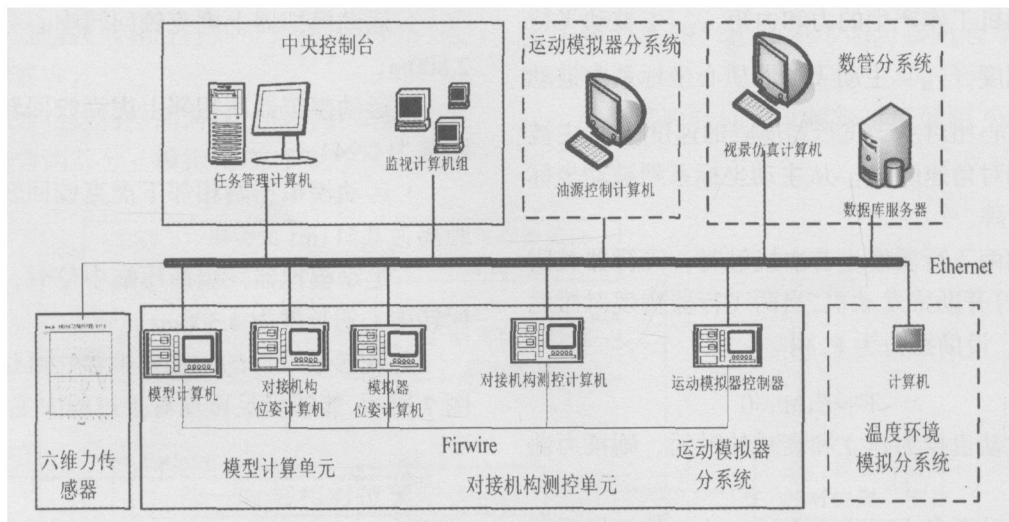 中央控制台
运动模拟器分系统
数管分系统
任务管理计算机
监视计算机组
油源控制计算机
视景仿真计算机
数据库服务器
Ethernet
模型计算机
对接机构
位姿计算机
模拟器
位姿计算机
对接机构测控计算机
运动模拟器控制器
计算机
Firwire
六维力传
感器
模型计算单元
对接机构测控单元
运动模拟器
分系统
温度环境
模拟分系统